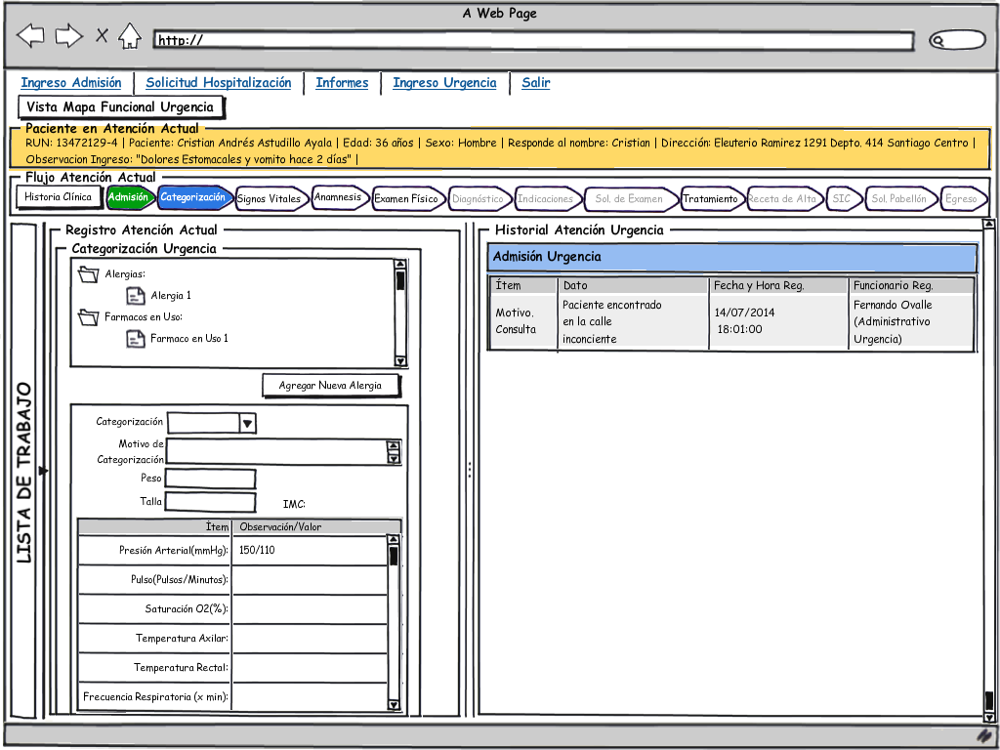 A Web Page
http://
Ingreso Admisión | Solicitud Hospitalización | Informes | Ingreso Urgencia | Salir
Vista Mapa Funcional Urgencia
Paciente en Atención Actual
RUN: 13472129-4 | Paciente: Cristian Andrés Astudillo Ayala | Edad: 36 años | Sexo: Hombre | Responde al nombre: Cristian | Dirección: Eleuterio Ramirez 1291 Depto. 414 Santiago Centro |
Observacion Ingreso: "Dolores Estomacales y vomito hace 2 días" |
Flujo Atención Actual
Historia Clínica Admisión Categorización Signos Vitales Anamnesis Examen Físico Diagnóstico Indicaciones Sol. de Examen Tratamiento Receta de Alta SIC Sol. Pabellón Egreso
LISTA DE TRABAJO
Registro Atención Actual
Categorización Urgencia
Alergias:
Alergia 1
Farmacos en Uso:
Farmaco en Uso 1
Agregar Nueva Alergia
Categorización
Motivo de
Categorización
Peso
Talla IMC:
Ítem Observación/Valor
Presión Arterial(mmHg): 150/110
Pulso(Pulsos/Minutos):
Saturación O2(%):
Temperatura Axilar:
Temperatura Rectal:
Frecuencia Respiratoria (x min):
Historial Atención Urgencia
Admisión Urgencia
Ítem Dato Fecha y Hora Reg. Funcionario Reg.
Motivo.
Consulta
Paciente encontrado
en la calle
inconciente
14/07/2014
18:01:00
Fernando Ovalle
(Administrativo
Urgencia)